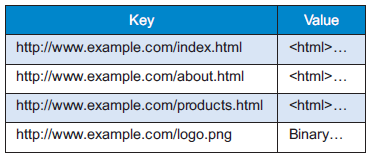 Key Value
http://www.example.com/index.html <html>…
http://www.example.com/about.html <html>…
http://www.example.com/products.html <html>…
http://www.example.com/logo.png Binary…